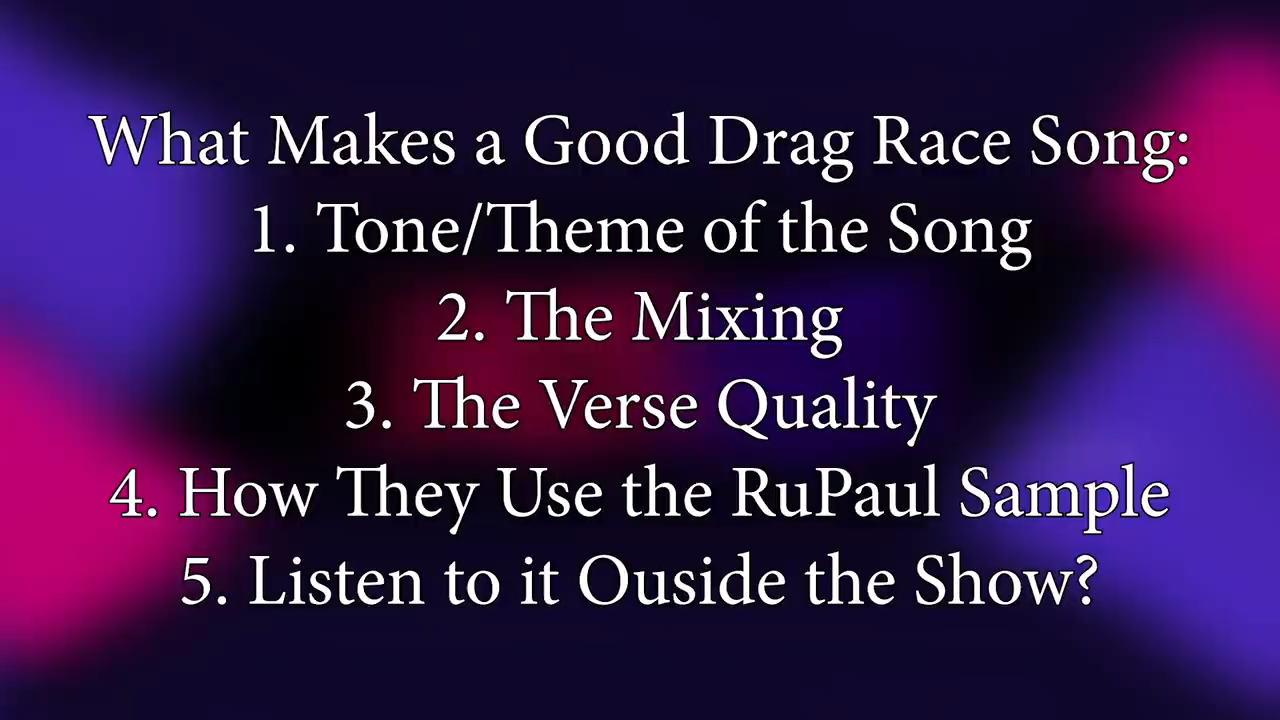 What Makes a Good Drag Race Song:
1. Tone/Theme of the Song
2. The Mixing
3. The Verse Quality
4. How They Use the RuPaul Sample
5. Listen to it Ouside the Show?